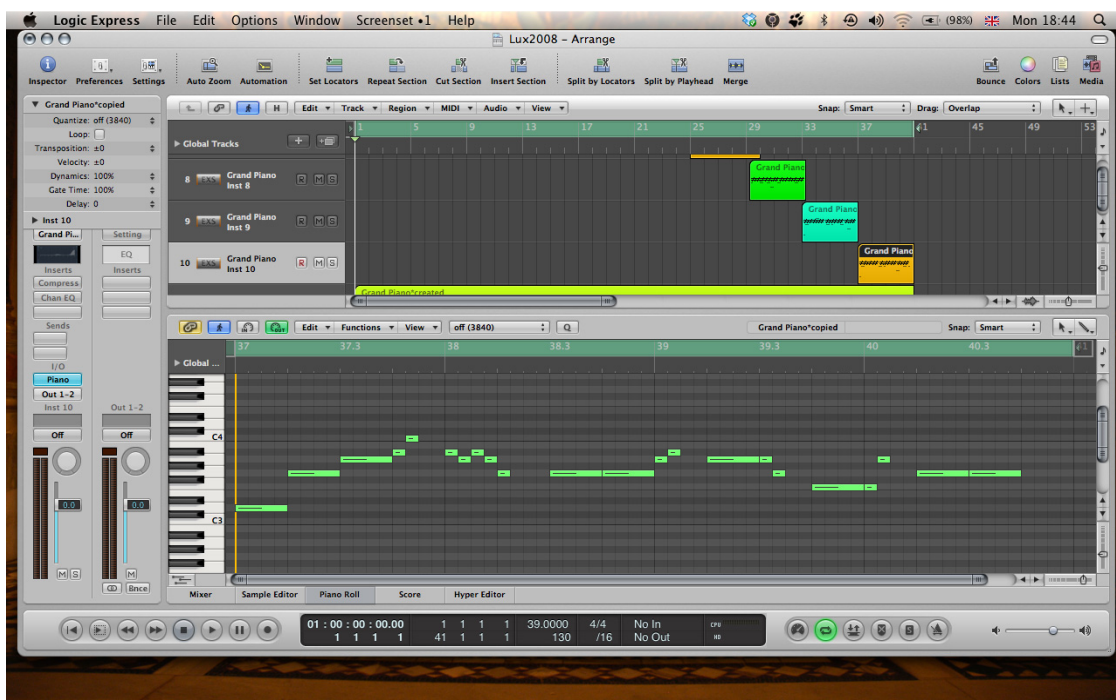 Logic Express File Edit Options Window Screenset •1 Help (98%) Mon 18:44
Lux2008 – Arrange
Inspector Preferences Settings Auto Zoom Automation Set Locators Repeat Section Cut Section Insert Section Split by Locators Split by Playhead Merge Bounce Colors Lists Media
Grand Piano*copied
Quantize: off (3840)
Loop:
Transposition: ±0
Velocity: ±0
Dynamics: 100%
Gate Time: 100%
Delay: 0
Inst 10
Grand Pi... Setting
EQ
Inserts Inserts
Compress
Chan EQ
Sends
I/O
Piano
Out 1–2
Inst 10 Out 1–2
Off Off
0.0 0.0
M S M
Bnce
H Edit Track Region MIDI Audio View Snap: Smart Drag: Overlap
1 5 9 13 17 21 25 29 33 37 41 45 49 53
Global Tracks
8 EXS Grand Piano R M S Grand Piano
Inst 8
9 EXS Grand Piano R M S Grand Piano
Inst 9
10 EXS Grand Piano R M S Grand Piano
Inst 10
Grand Piano*created
IN OUT Edit Functions View off (3840) Q Grand Piano*copied Snap: Smart
37 37.3 38 38.3 39 39.3 40 40.3 41
Global ...
C4
C3
Mixer Sample Editor Piano Roll Score Hyper Editor
01 : 00 : 00 : 00.00 1 1 1 1 39.0000 4/4 No In CPU
1 1 1 1 41 1 1 1 130 /16 No Out HD